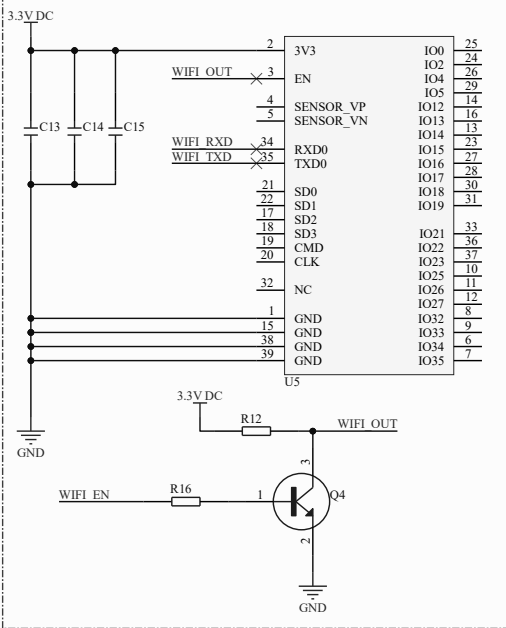 3.3V DC
2 3V3 IO0 25
IO2 24
WIFI_OUT 3 EN IO4 26
IO5 29
4 SENSOR_VP IO12 14
5 SENSOR_VN IO13 16
C13 C14 C15
IO14 13
WIFI_RXD 34 RXD0 IO15 23
WIFI_TXD 35 TXD0 IO16 27
IO17 28
21 SD0 IO18 30
22 SD1 IO19 31
17 SD2
18 SD3 IO21 33
19 CMD IO22 36
20 CLK IO23 37
IO25 10
32 NC IO26 11
IO27 12
1 GND IO32 8
15 GND IO33 9
38 GND IO34 6
39 GND IO35 7
U5
GND
3.3V DC
R12 WIFI_OUT
3
WIFI_EN R16 1 Q4
2
GND